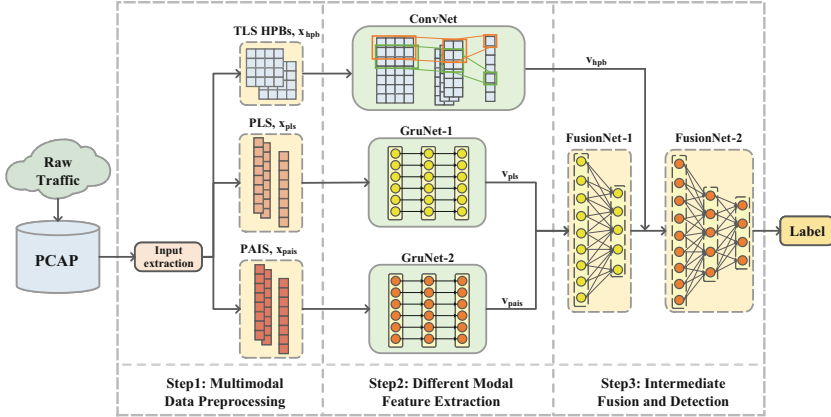 TLS HPBs, x_hpb
ConvNet
v_hpb
PLS, x_pls
GruNet-1
FusionNet-1
FusionNet-2
Raw
Traffic
v_pls
PCAP
Input
extraction
Label
PAIS, x_pais
GruNet-2
v_pais
Step1: Multimodal
Data Preprocessing
Step2: Different Modal
Feature Extraction
Step3: Intermediate
Fusion and Detection